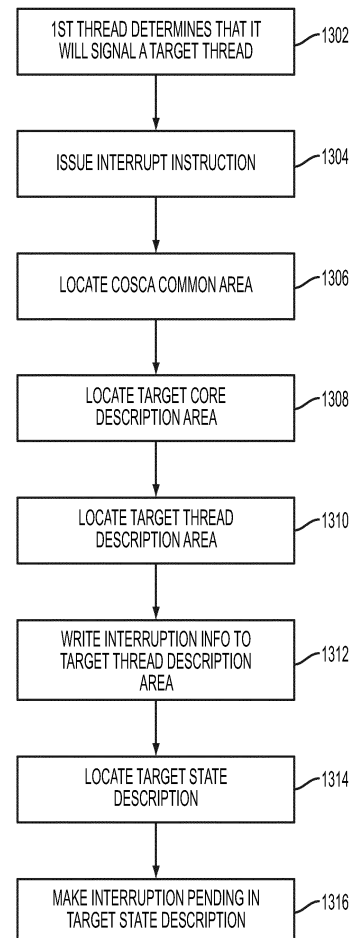 1ST THREAD DETERMINES THAT IT
WILL SIGNAL A TARGET THREAD
1302
ISSUE INTERRUPT INSTRUCTION
1304
LOCATE COSCA COMMON AREA
1306
LOCATE TARGET CORE
DESCRIPTION AREA
1308
LOCATE TARGET THREAD
DESCRIPTION AREA
1310
WRITE INTERRUPTION INFO TO
TARGET THREAD DESCRIPTION
AREA
1312
LOCATE TARGET STATE
DESCRIPTION
1314
MAKE INTERRUPTION PENDING IN
TARGET STATE DESCRIPTION
1316